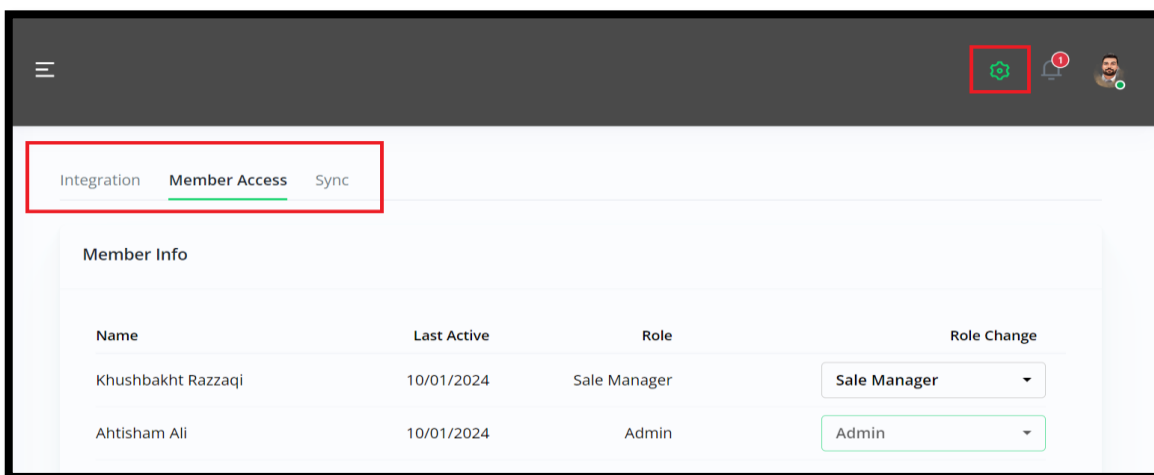 1
Integration Member Access Sync
Member Info
Name Last Active Role Role Change
Khushbakht Razzaqi 10/01/2024 Sale Manager Sale Manager
Ahtisham Ali 10/01/2024 Admin Admin